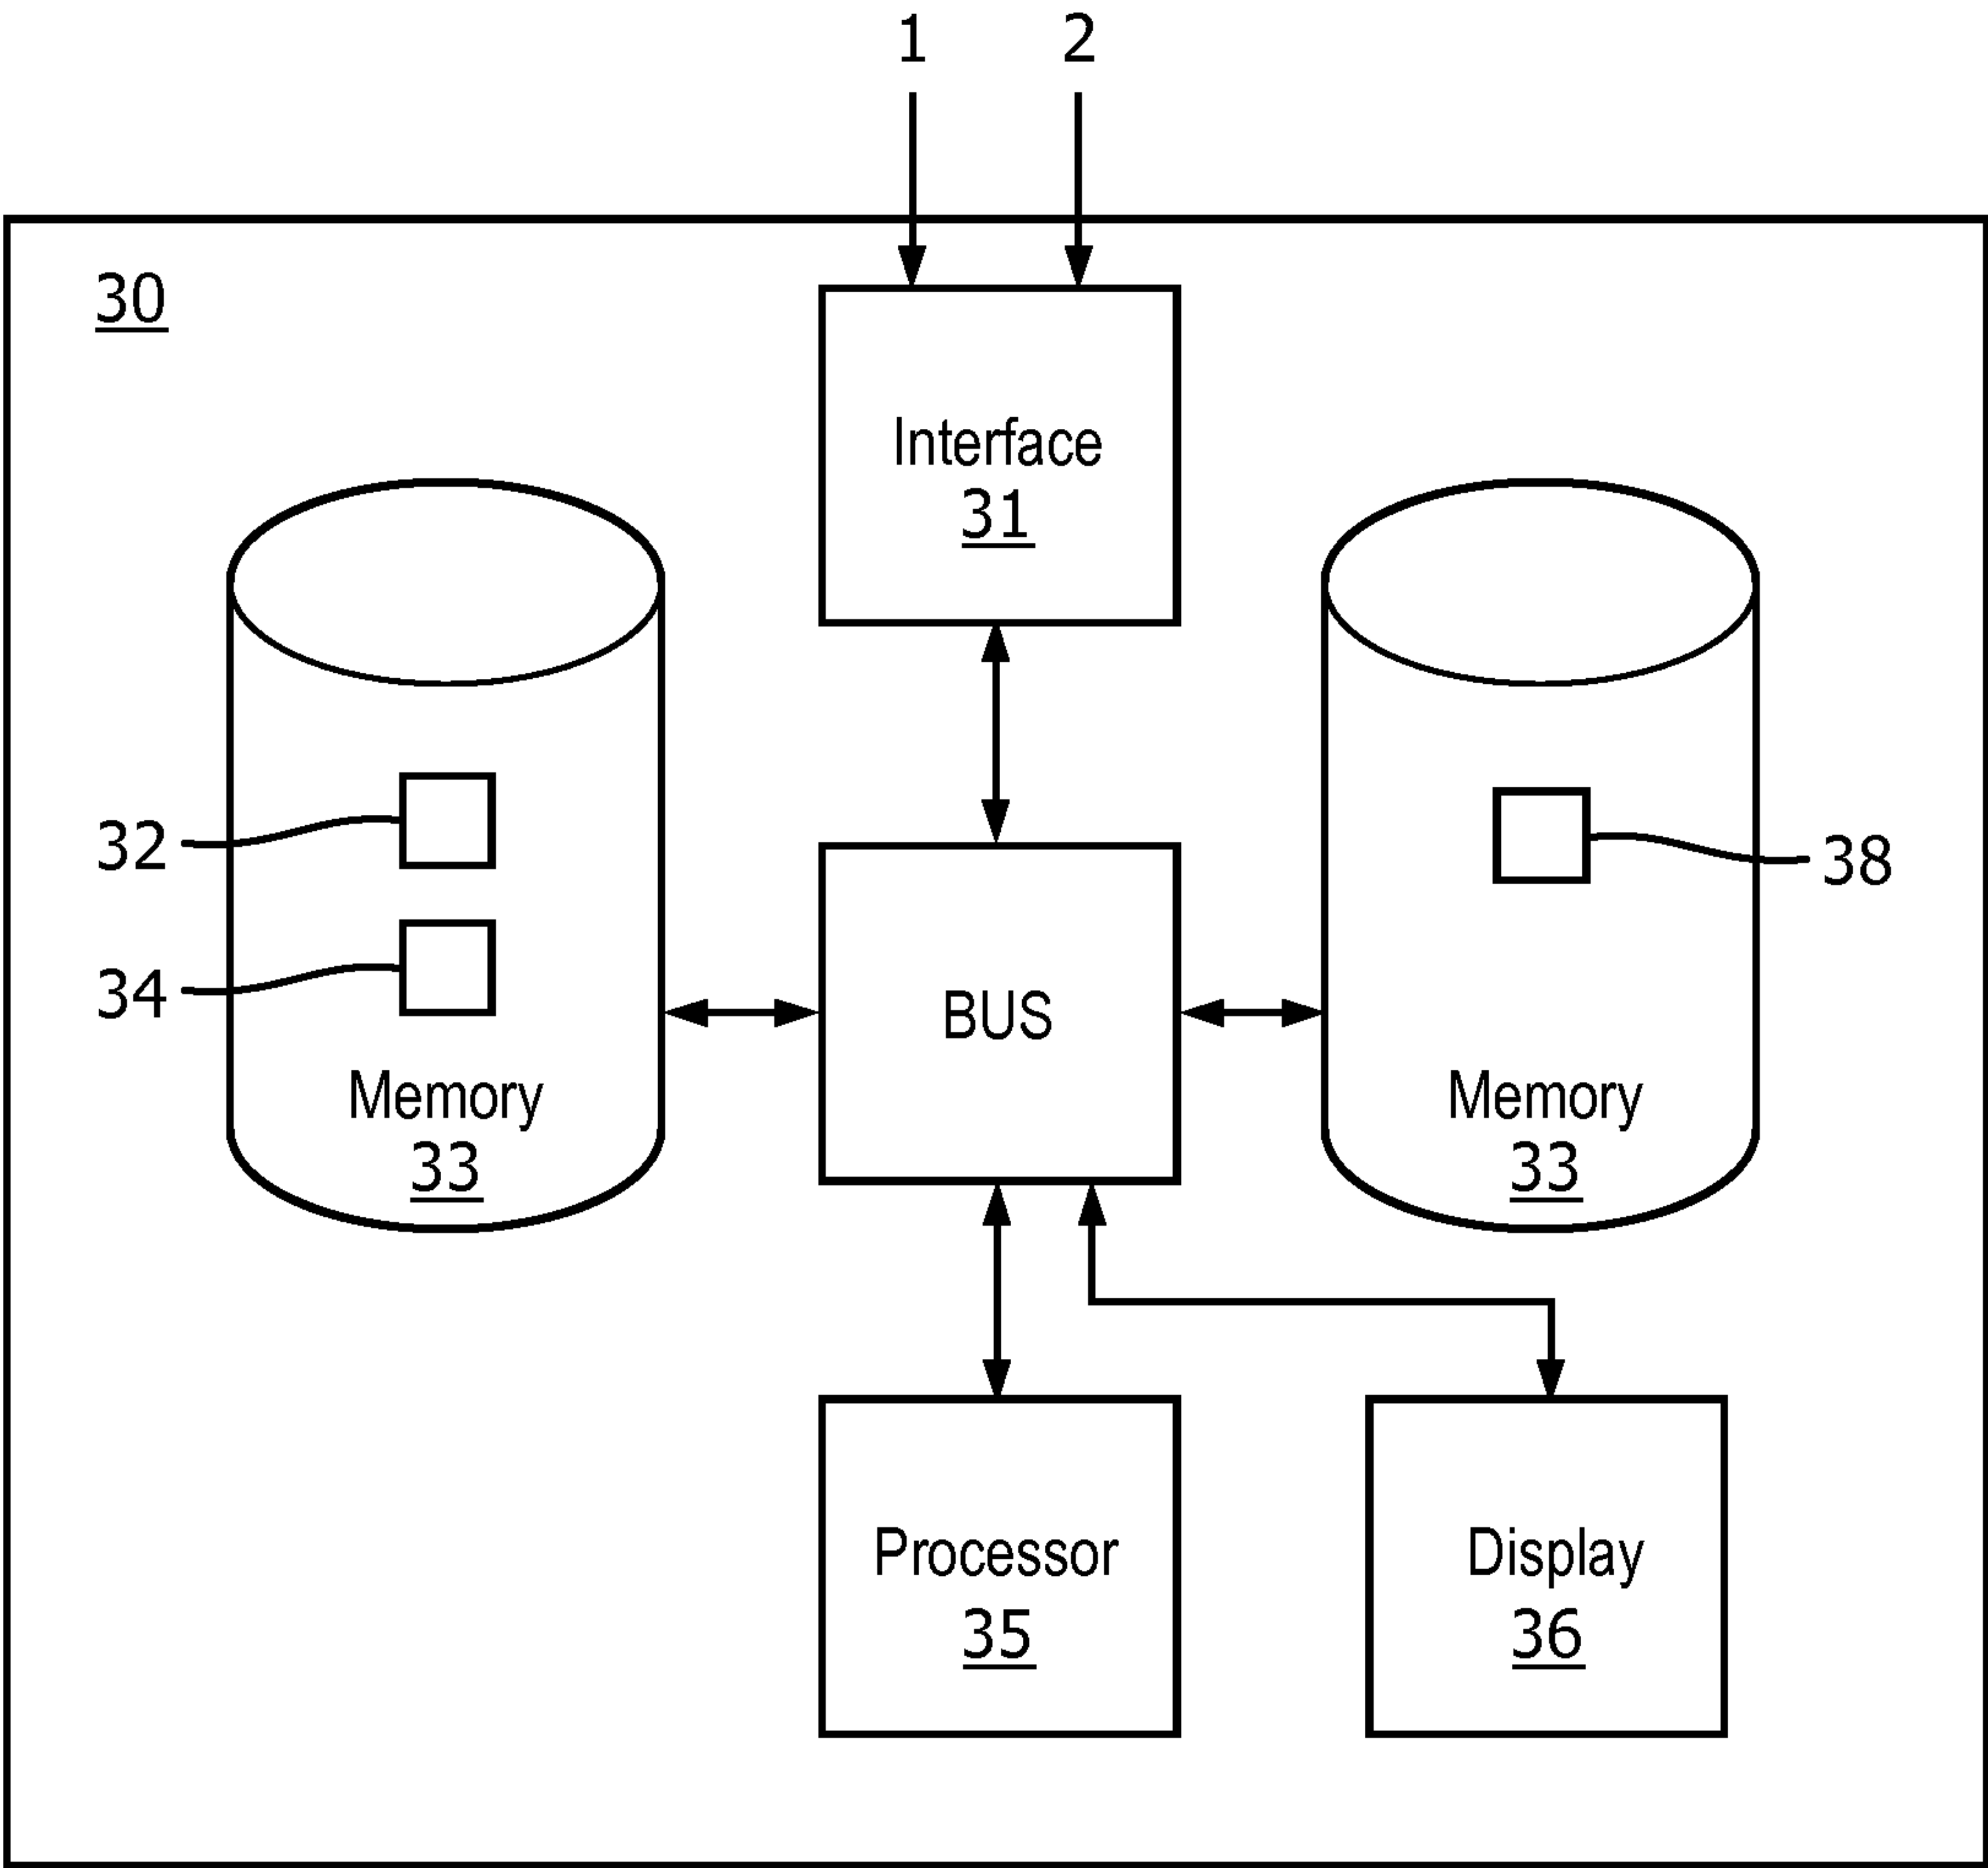 1 2
30
Interface
31
32
38
34
BUS
Memory
33
Memory
33
Processor
35
Display
36